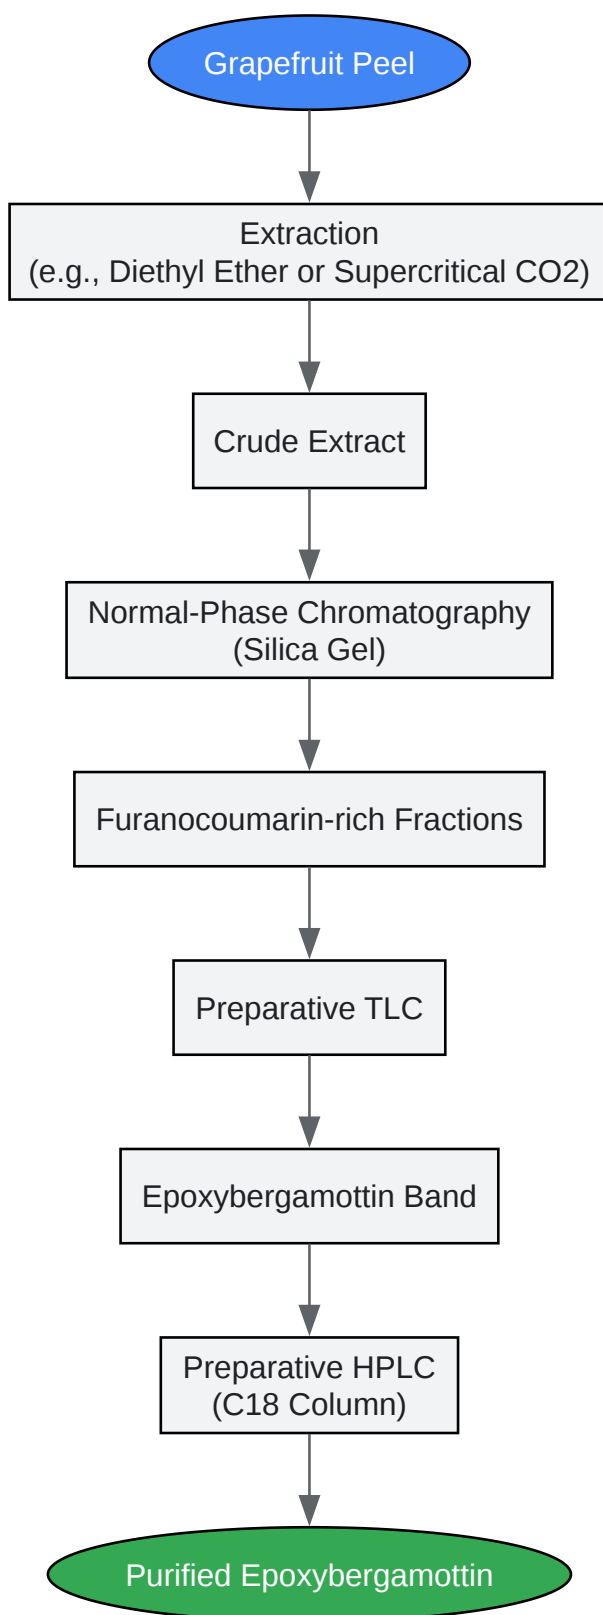 Grapefruit Peel
Extraction
(e.g., Diethyl Ether or Supercritical CO2)
Crude Extract
Normal-Phase Chromatography
(Silica Gel)
Furanocoumarin-rich Fractions
Preparative TLC
Epoxybergamottin Band
Preparative HPLC
(C18 Column)
Purified Epoxybergamottin